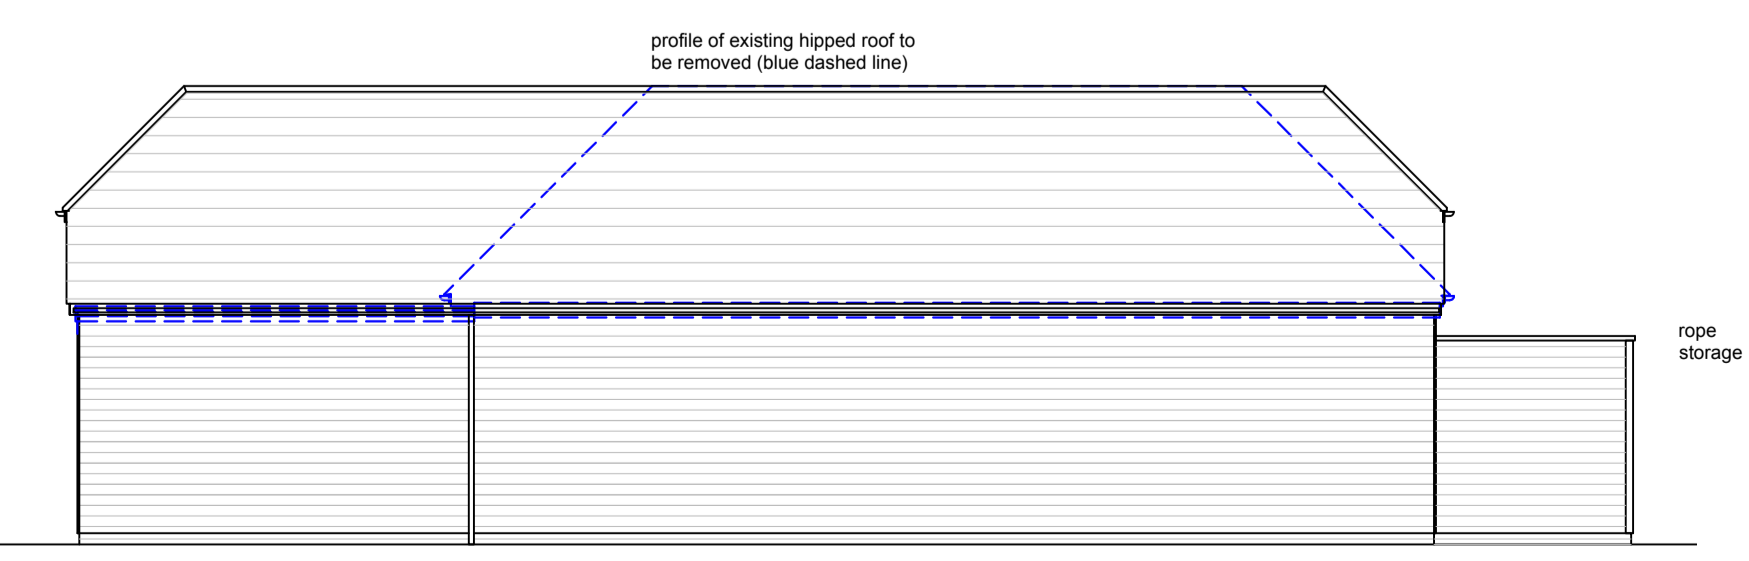 profile of existing hipped roof to
be removed (blue dashed line)
rope
storage